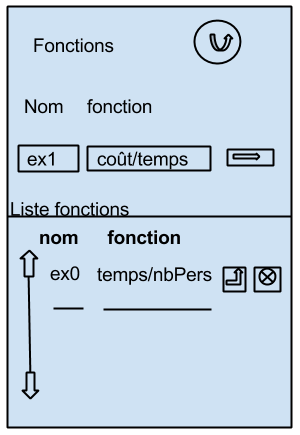 Fonctions
Nom fonction
ex1 coût/temps
Liste fonctions
nom fonction
ex0 temps/nbPers